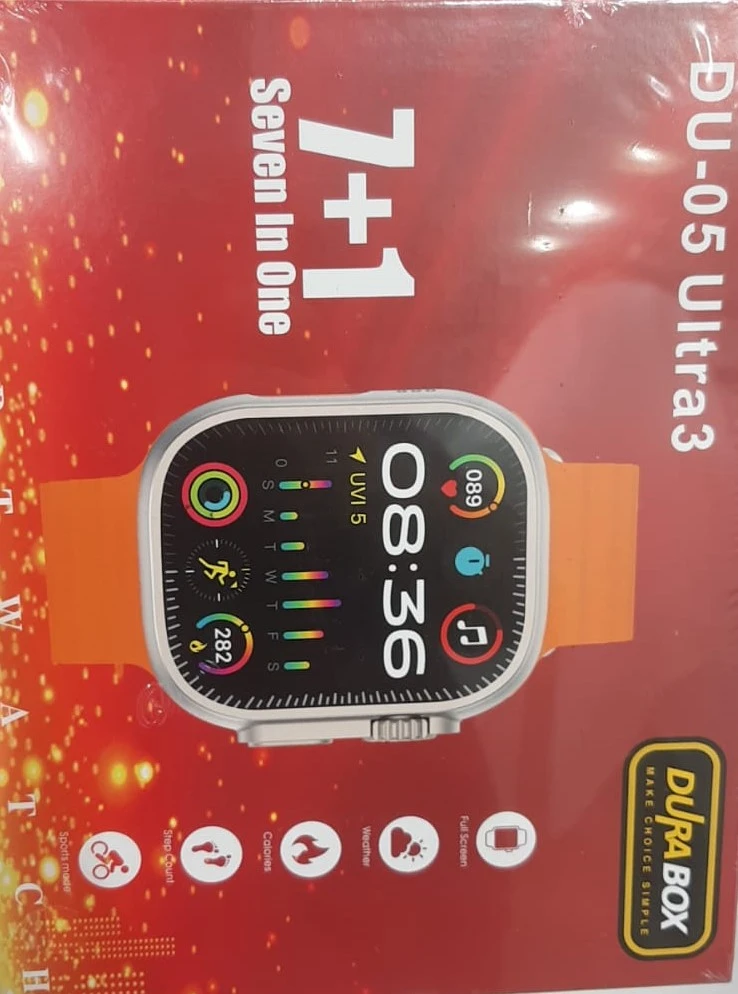 DU-05 Ultra3
DURA BOX
MAKE CHOICE SIMPLE
7+1
Seven In One
089
08:36
UVI 5
11
0
S M T W T F S
282
Full Screen
Weather
Calories
Step Count
Sports made
W A T C H